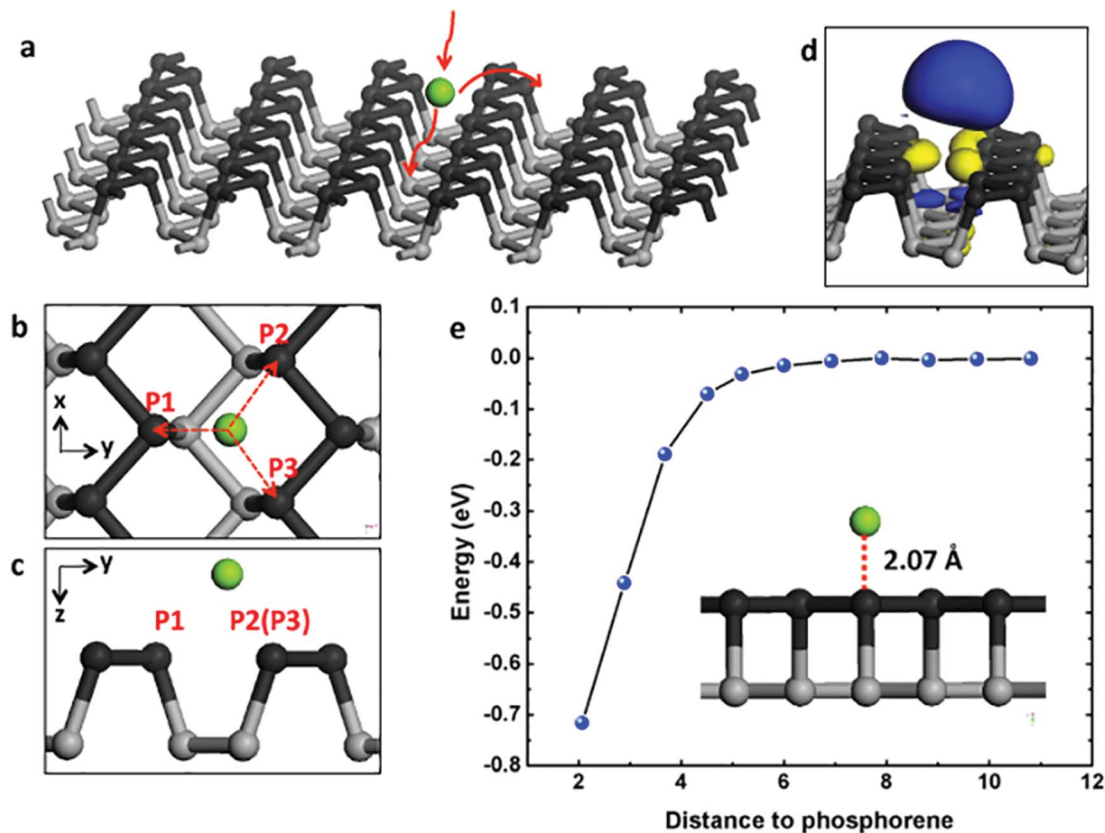 a
d
b
P2
P1
x
y
P3
c
y
z
P1 P2(P3)
e
0.1
0.0
-0.1
-0.2
-0.3
-0.4
-0.5
-0.6
-0.7
-0.8
Energy (eV)
2.07 Å
2 4 6 8 10 12
Distance to phosphorene